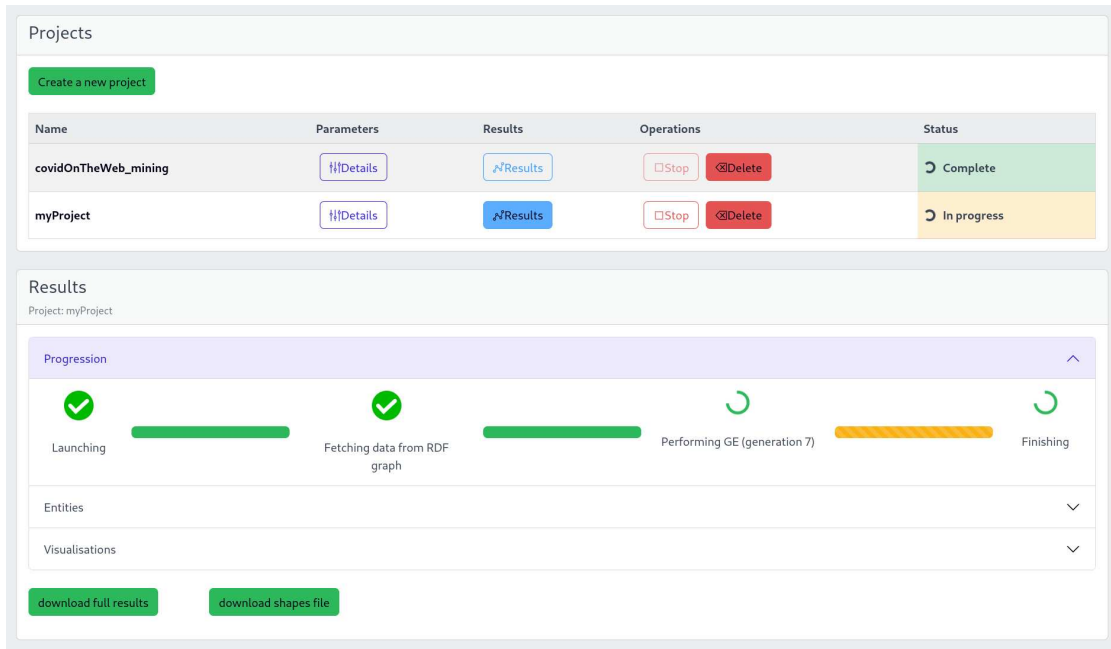 Projects
Create a new project
Name Parameters Results Operations Status
covidOnTheWeb_mining Details Results Stop Delete Complete
myProject Details Results Stop Delete In progress
Results
Project: myProject
Progression
Launching
Fetching data from RDF
graph
Performing GE (generation 7)
Finishing
Entities
Visualisations
download full results download shapes file